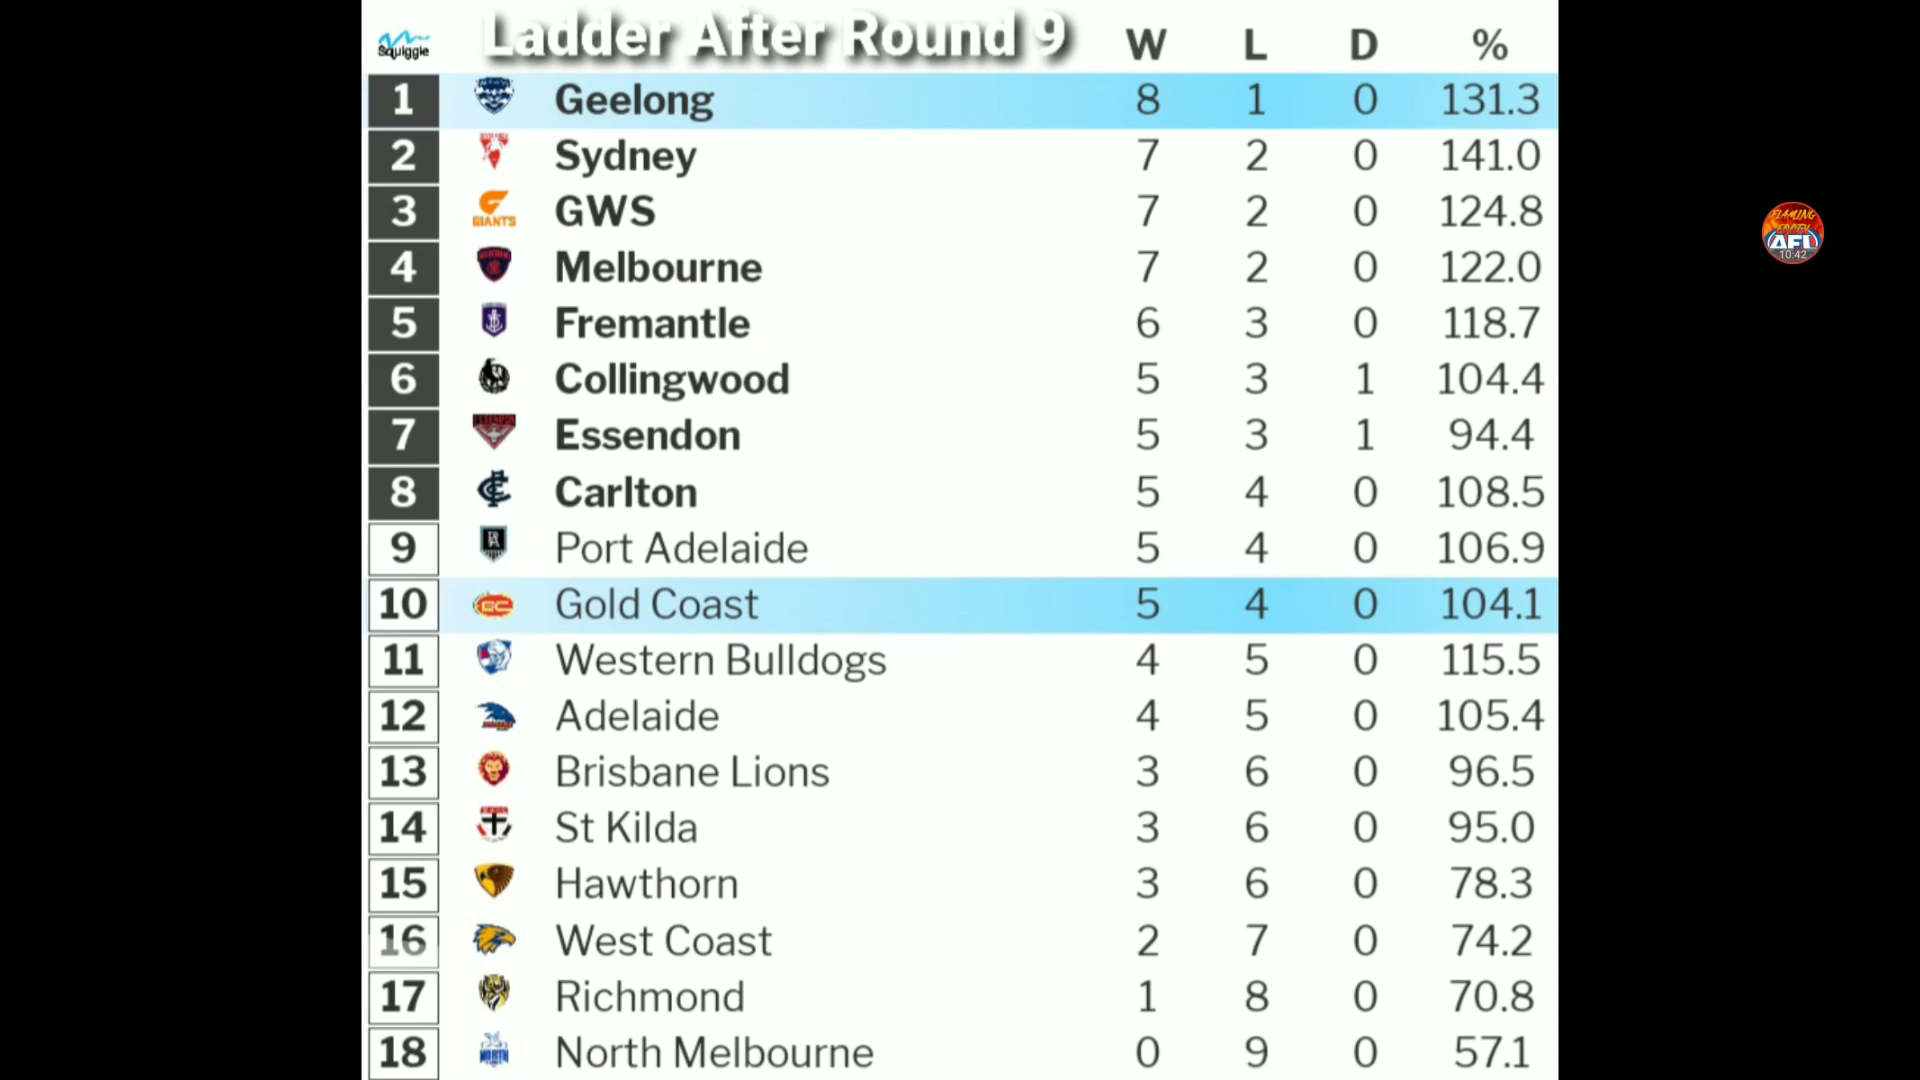 Squiggle Ladder After Round 9 W L D %
1 Geelong 8 1 0 131.3
2 Sydney 7 2 0 141.0
3 GIANTS GWS 7 2 0 124.8
4 Melbourne 7 2 0 122.0
5 Fremantle 6 3 0 118.7
6 Collingwood 5 3 1 104.4
7 Essendon 5 3 1 94.4
8 Carlton 5 4 0 108.5
9 Port Adelaide 5 4 0 106.9
10 GC Gold Coast 5 4 0 104.1
11 Western Bulldogs 4 5 0 115.5
12 Adelaide 4 5 0 105.4
13 Brisbane Lions 3 6 0 96.5
14 St Kilda 3 6 0 95.0
15 Hawthorn 3 6 0 78.3
16 West Coast 2 7 0 74.2
17 Richmond 1 8 0 70.8
18 NORTH North Melbourne 0 9 0 57.1
FLAMING
AFL
10:42